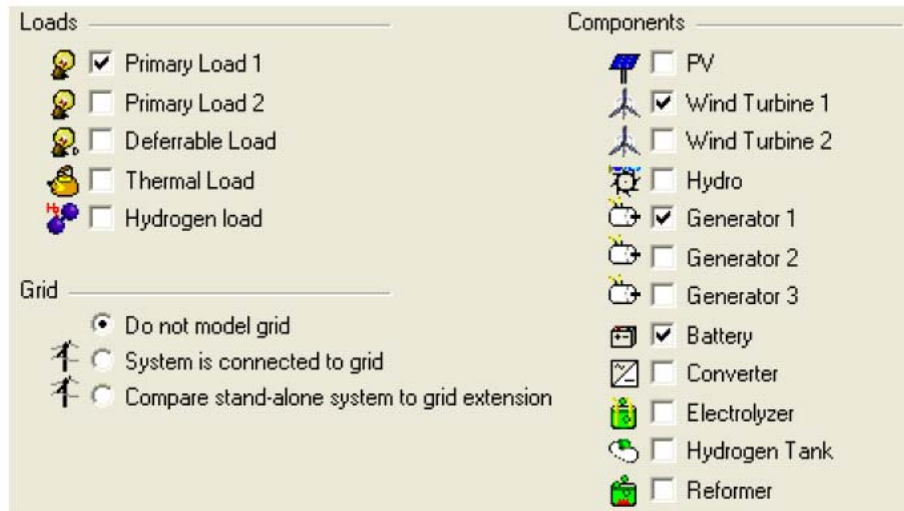 Loads
Primary Load 1
Primary Load 2
Deferrable Load
Thermal Load
Hydrogen load
Grid
Do not model grid
System is connected to grid
Compare stand-alone system to grid extension
Components
PV
Wind Turbine 1
Wind Turbine 2
Hydro
Generator 1
Generator 2
Generator 3
Battery
Converter
Electrolyzer
Hydrogen Tank
Reformer